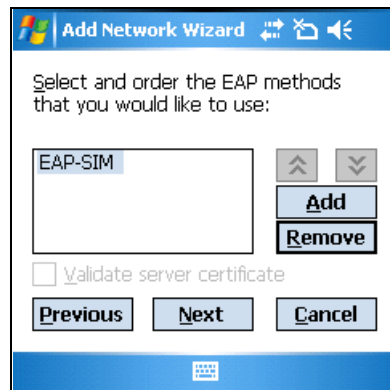 Add Network Wizard
Select and order the EAP methods
that you would like to use:
EAP-SIM
Add
Remove
Validate server certificate
Previous Next Cancel